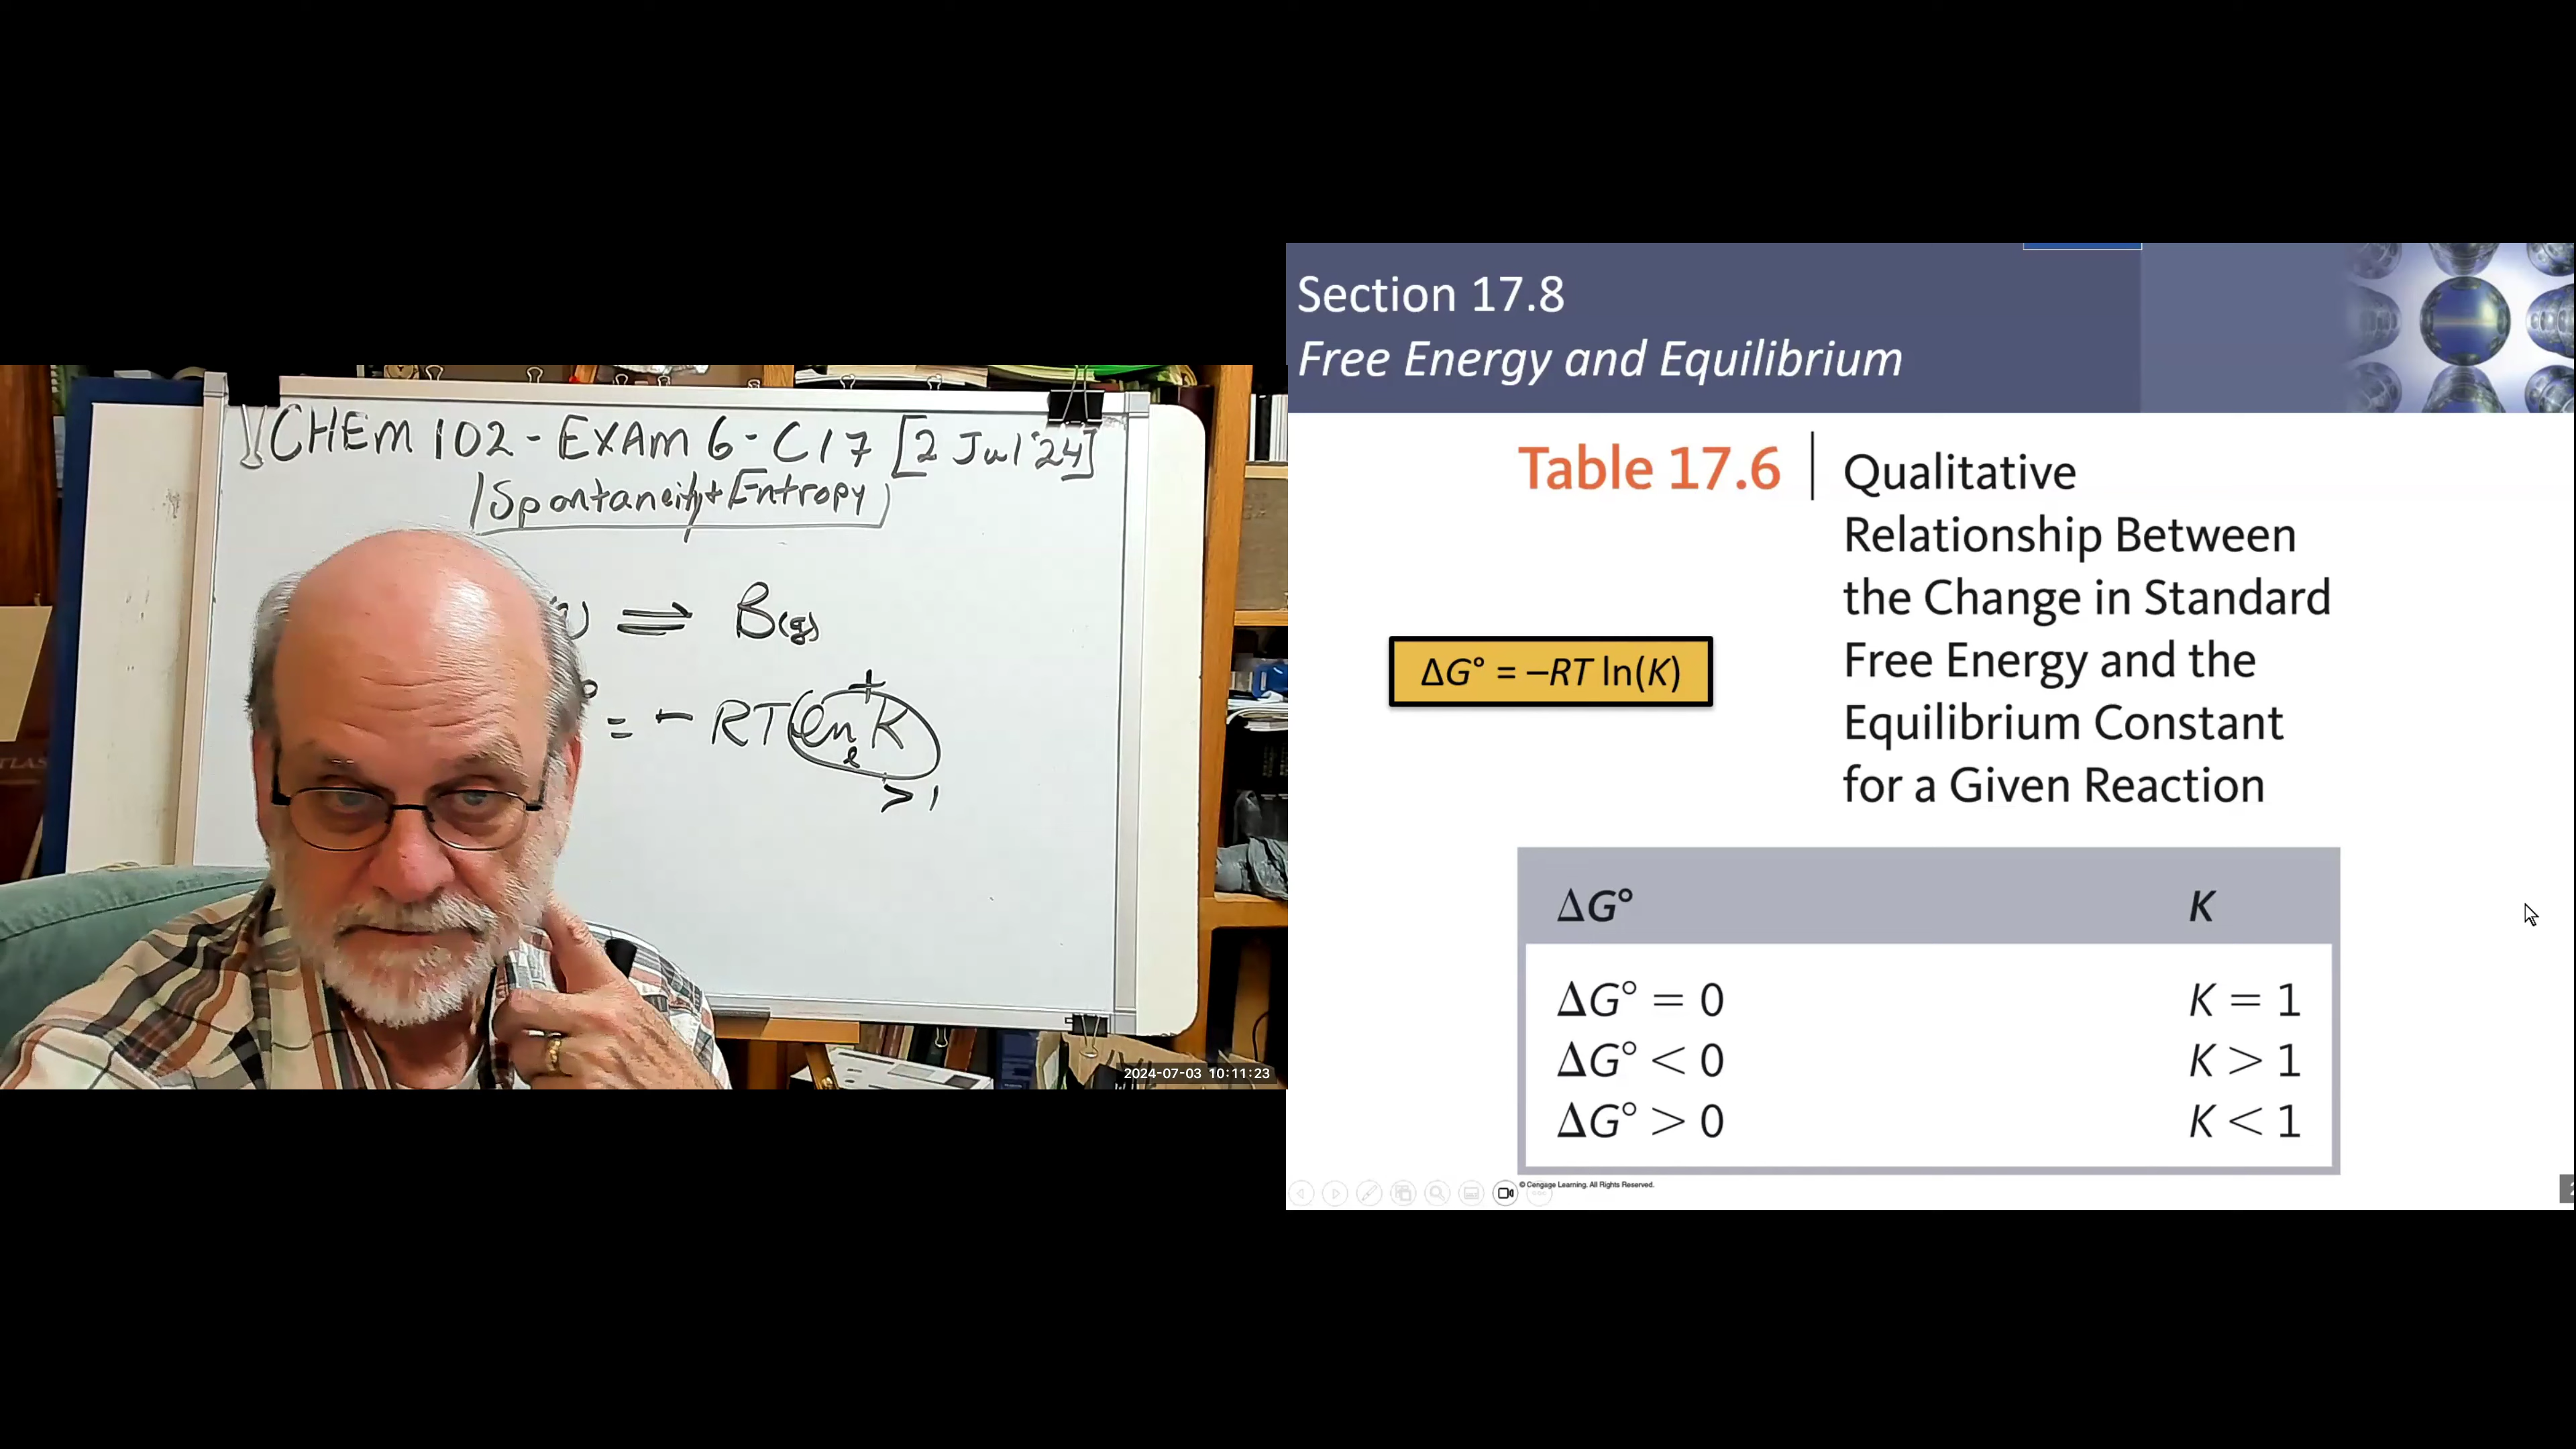 CHEM 102 - EXAM 6 - C17 [2 Jul '24]
Spontaneity + Entropy
⇌ B(g)
+
° = - RT ln K
e
> 1
2024-07-03 10:11:23
Section 17.8
Free Energy and Equilibrium
Table 17.6 | Qualitative
Relationship Between
the Change in Standard
Free Energy and the
Equilibrium Constant
for a Given Reaction
ΔG° = –RT ln(K)
ΔG° K
ΔG° = 0 K = 1
ΔG° < 0 K > 1
ΔG° > 0 K < 1
© Cengage Learning. All Rights Reserved.